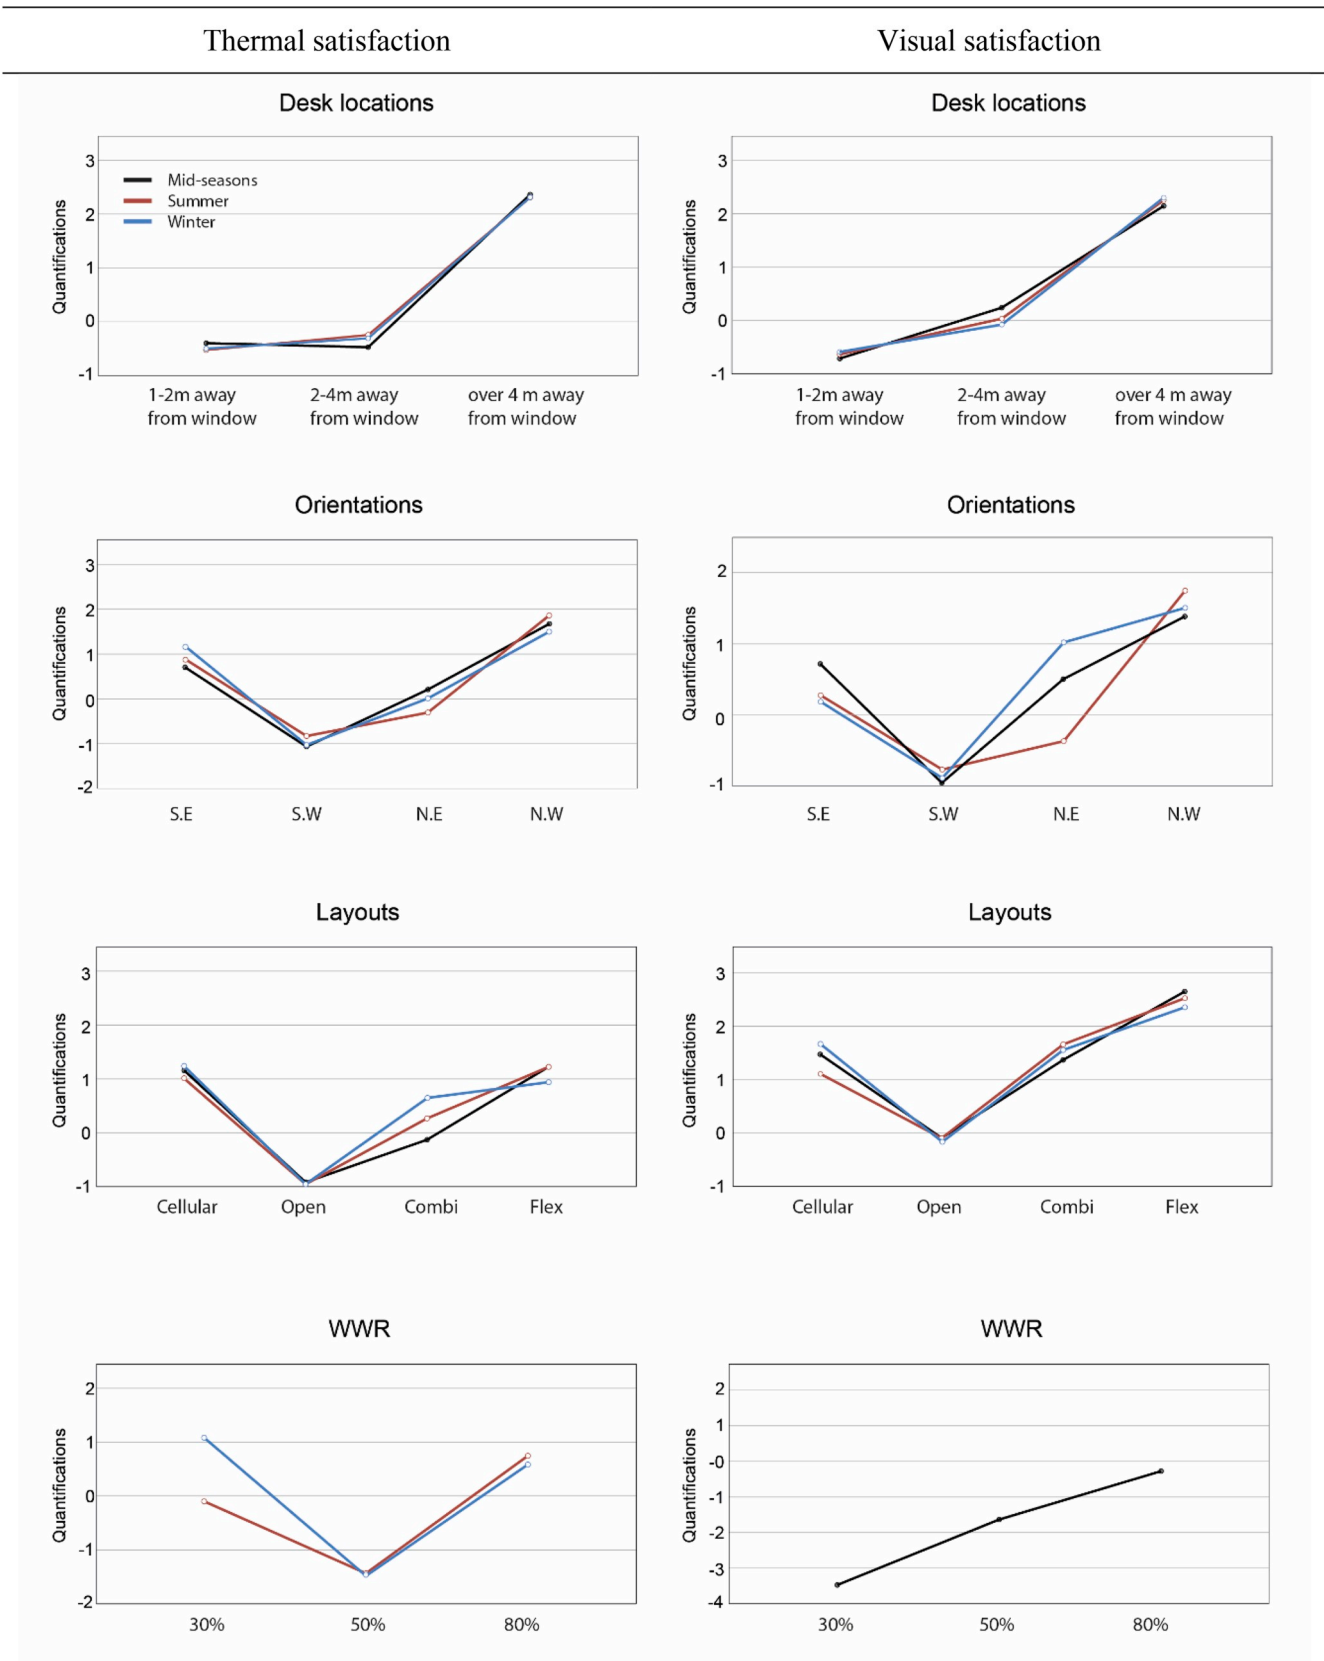 Thermal satisfaction
Visual satisfaction
Desk locations
Quantifications
3
2
1
0
-1
Mid-seasons
Summer
Winter
1-2m away
from window
2-4m away
from window
over 4 m away
from window
Desk locations
Quantifications
3
2
1
0
-1
1-2m away
from window
2-4m away
from window
over 4 m away
from window
Orientations
Quantifications
3
2
1
0
-1
-2
S.E
S.W
N.E
N.W
Orientations
Quantifications
2
1
0
-1
S.E
S.W
N.E
N.W
Layouts
Quantifications
3
2
1
0
-1
Cellular
Open
Combi
Flex
Layouts
Quantifications
3
2
1
0
-1
Cellular
Open
Combi
Flex
WWR
Quantifications
2
1
0
-1
-2
30%
50%
80%
WWR
Quantifications
2
1
-0
-1
-2
-3
-4
30%
50%
80%